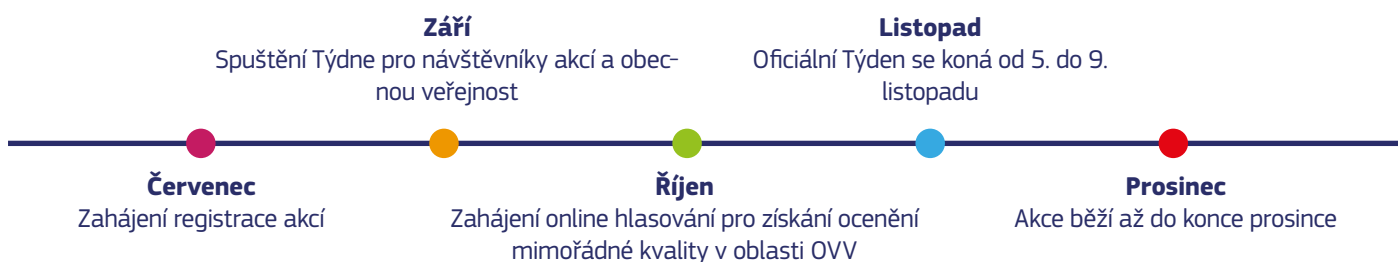 Září
Spuštění Týdne pro návštěvníky akcí a obec-
nou veřejnost
Listopad
Oficiální Týden se koná od 5. do 9.
listopadu
Červenec
Zahájení registrace akcí
Říjen
Zahájení online hlasování pro získání ocenění
mimořádné kvality v oblasti OVV
Prosinec
Akce běží až do konce prosince